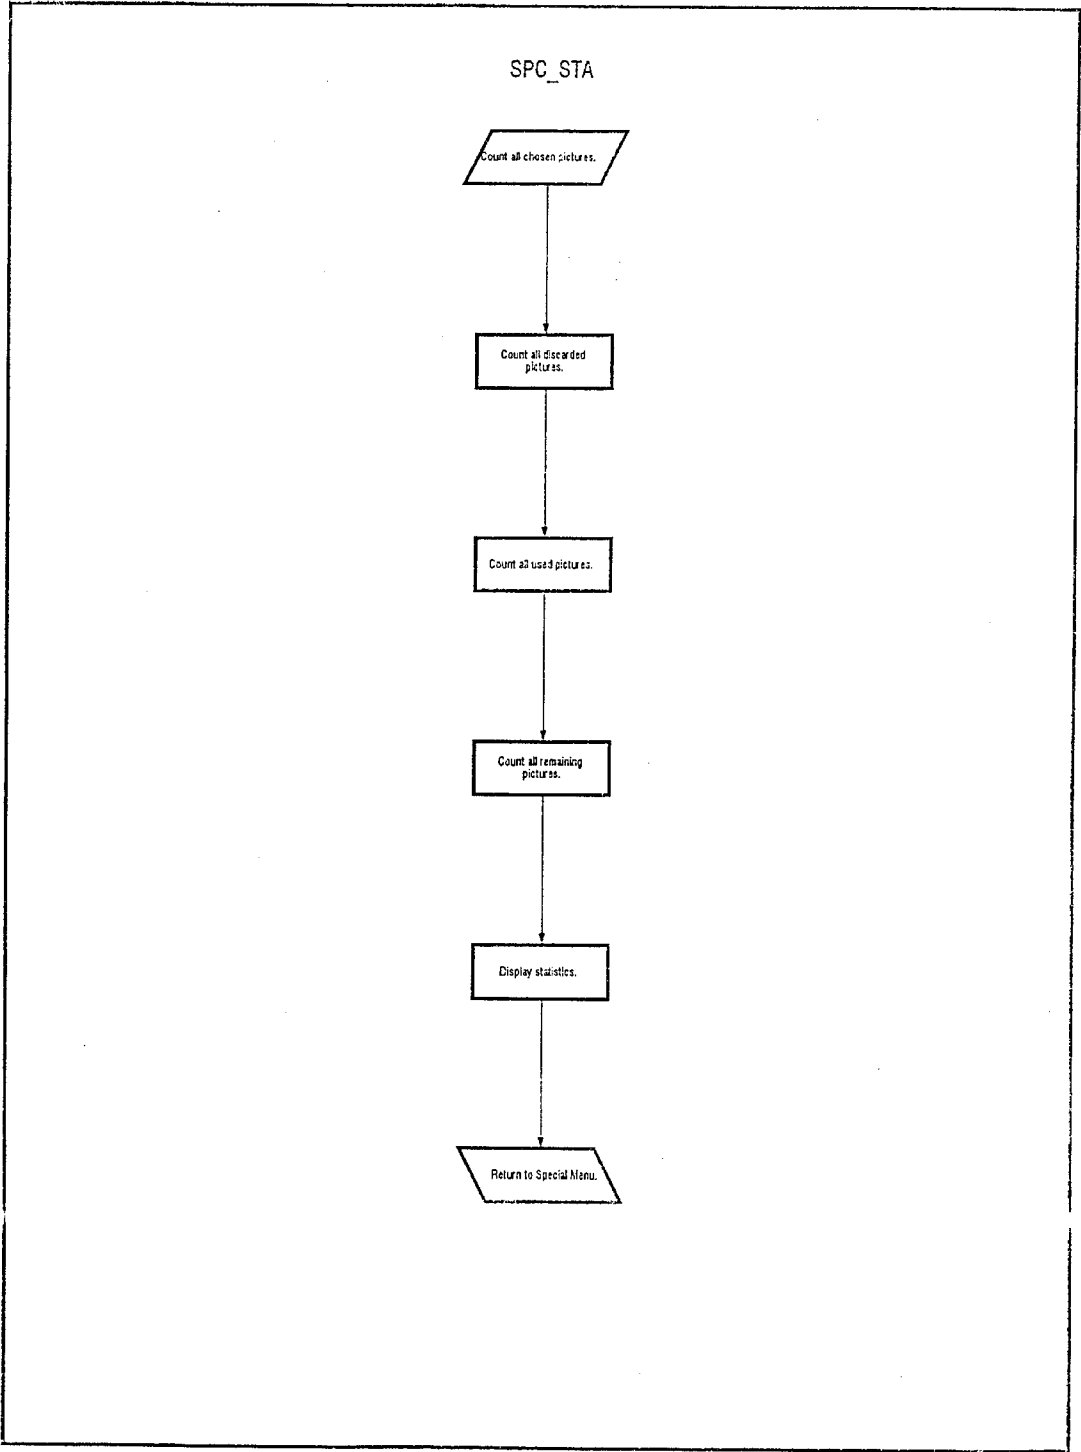 SPC_STA
Count all chosen pictures.
Count all discarded
pictures.
Count all used pictures.
Count all remaining
pictures.
Display statistics.
Return to Special Menu.